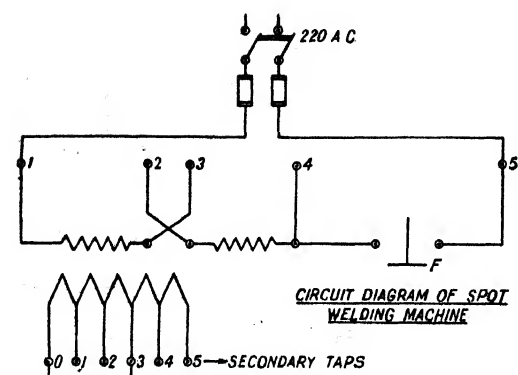 220 A C.
1 2 3 4 5
F
CIRCUIT DIAGRAM OF SPOT
WELDING MACHINE
0 1 2 3 4 5 → SECONDARY TAPS